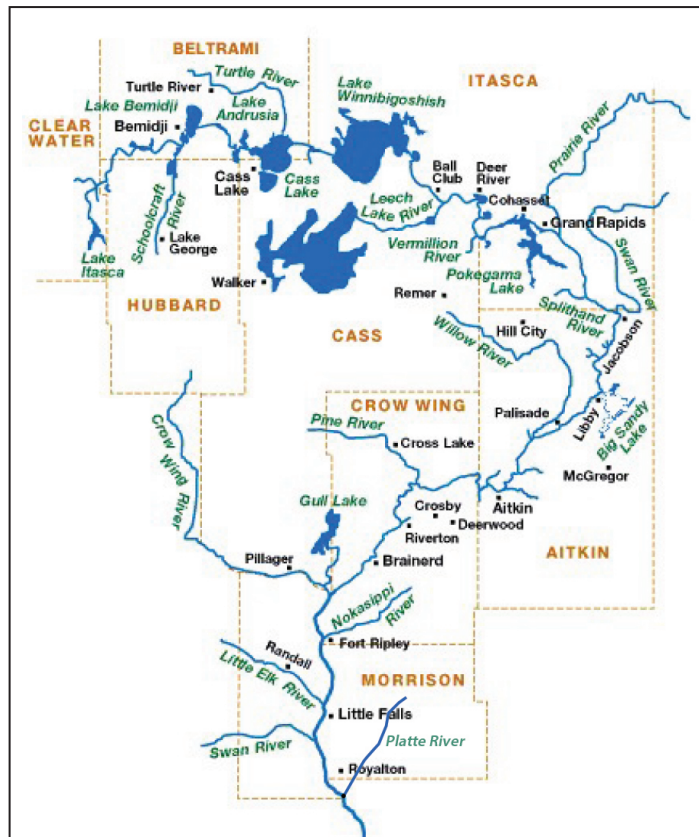 BELTRAMI
Turtle River
Turtle River
Lake
Winnibigoshish
ITASCA
Lake Bemidji
Lake
Andrusia
CLEAR
WATER
Bemidji
Prairie River
Cass
Lake
Cass
Lake
Ball
Club
Deer
River
Cohasset
Schoolcraft
River
Leech
Lake River
Grand Rapids
Lake
George
Vermillion
River
Swan River
Lake
Itasca
Pokegama
Lake
Walker
Remer
Splithand
River
HUBBARD
CASS
Willow River
Hill City
Jacobson
CROW WING
Palisade
Libby
Big Sandy
Lake
Pine River
Cross Lake
Crow
Wing
River
McGregor
Gull Lake
Crosby
Aitkin
Deerwood
Riverton
AITKIN
Pillager
Brainerd
Nokasippi
River
Fort Ripley
Randall
Little Elk River
MORRISON
Little Falls
Platte River
Swan River
Royalton